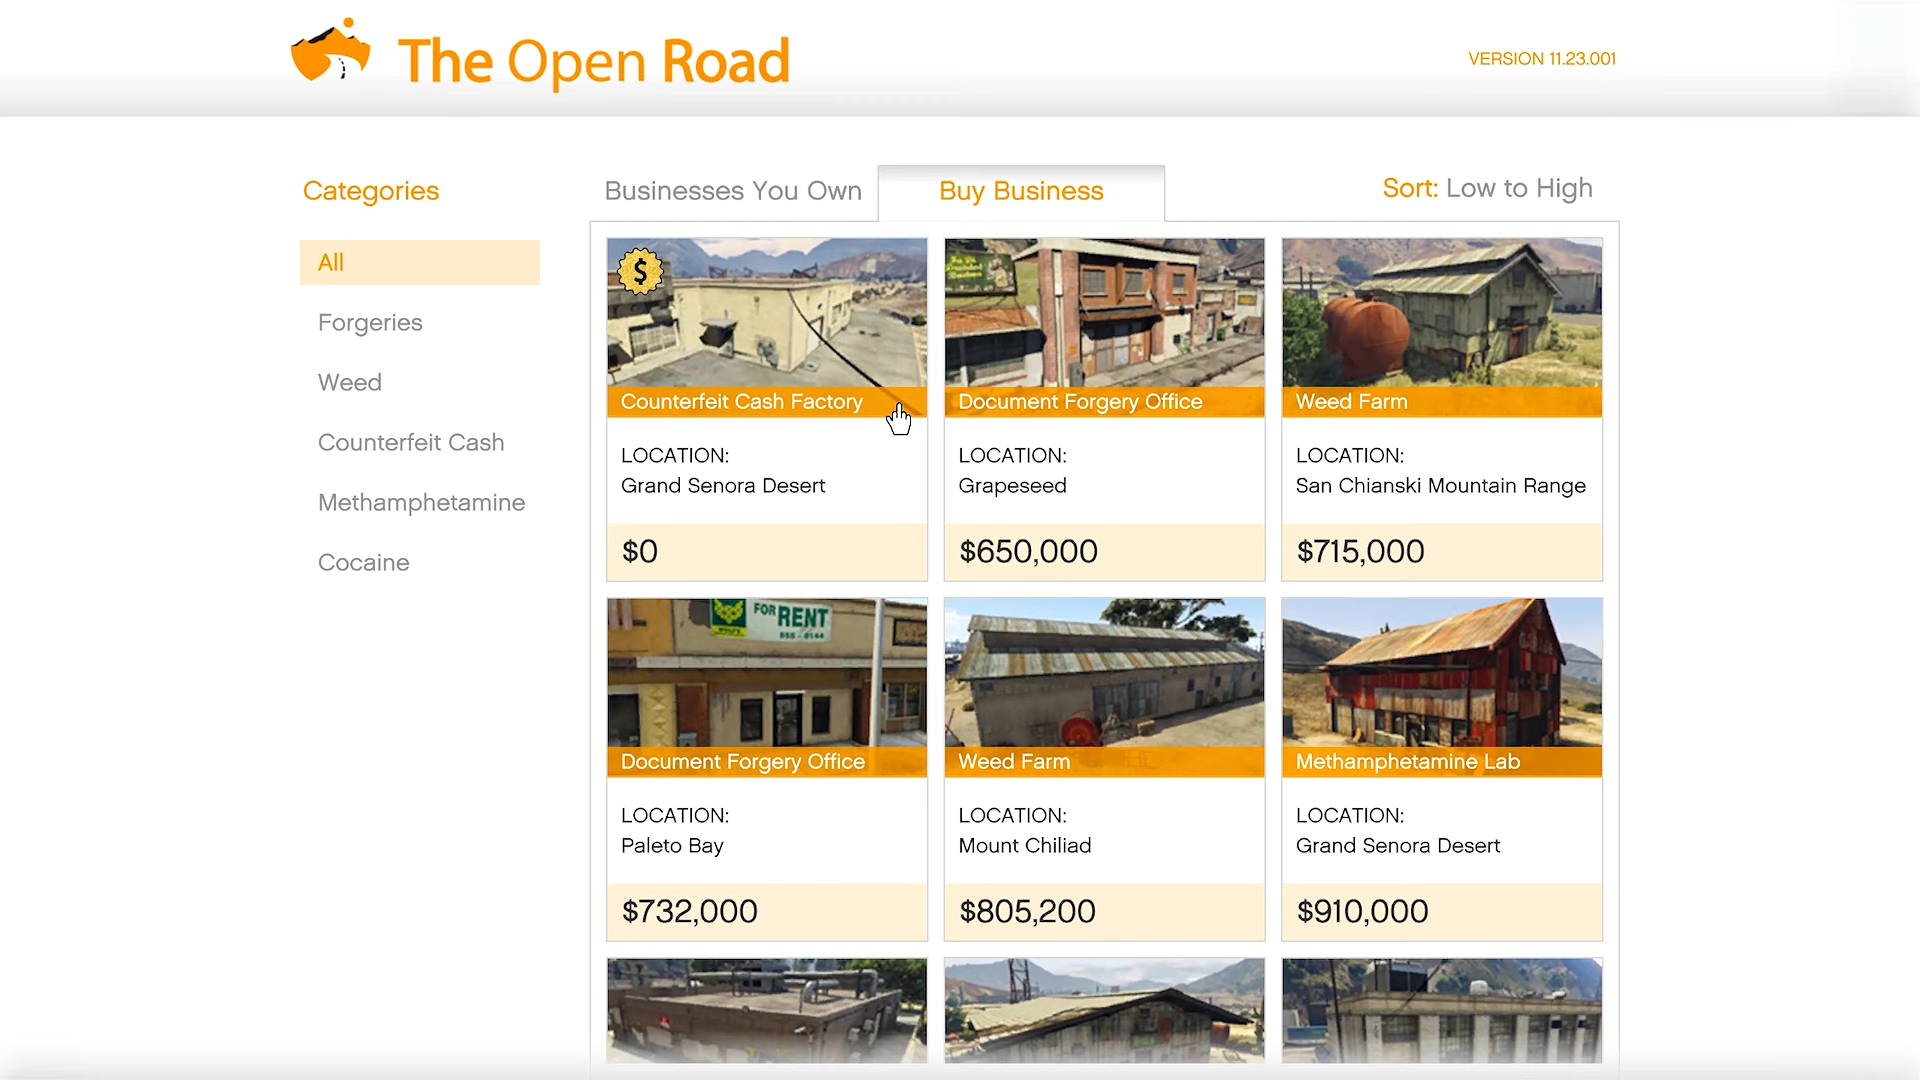 The Open Road
VERSION 11.23.001
Categories
All
Forgeries
Weed
Counterfeit Cash
Methamphetamine
Cocaine
Businesses You Own
Buy Business
Sort: Low to High
$
Counterfeit Cash Factory
LOCATION:
Grand Senora Desert
$0
Document Forgery Office
LOCATION:
Grapeseed
$650,000
Weed Farm
LOCATION:
San Chianski Mountain Range
$715,000
FOR RENT
Document Forgery Office
LOCATION:
Paleto Bay
$732,000
Weed Farm
LOCATION:
Mount Chiliad
$805,200
Methamphetamine Lab
LOCATION:
Grand Senora Desert
$910,000